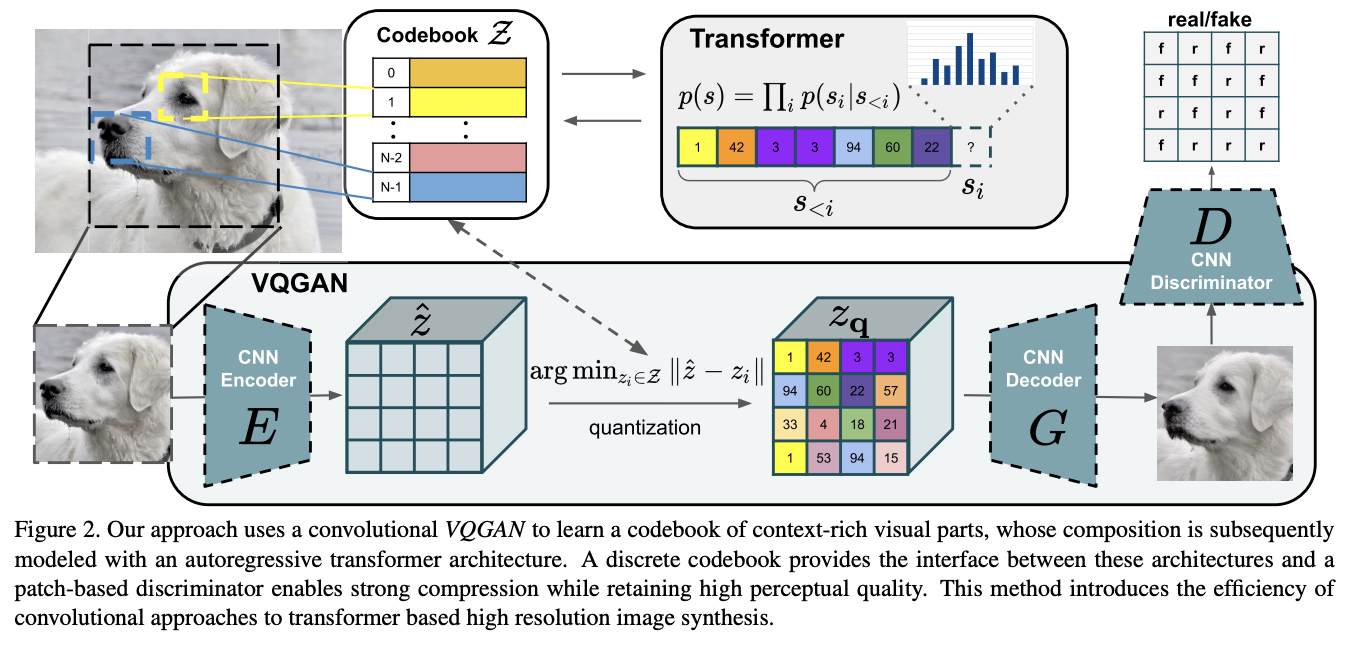 Codebook 𝒵
0
1
⋮ ⋮
N-2
N-1
Transformer
p(s) = ∏ᵢ p(sᵢ|s<ᵢ)
1 42 3 3 94 60 22 ?
s<ᵢ
sᵢ
real/fake
f r f r
f f r f
r f r f
f r r r
D
CNN
Discriminator
VQGAN
CNN
Encoder
E
ẑ
arg min_{zᵢ∈𝒵} ‖ẑ − zᵢ‖
quantization
z_q
1 42 3 3
94 60 22 57
33 4 18 21
1 53 94 15
CNN
Decoder
G
Figure 2. Our approach uses a convolutional VQGAN to learn a codebook of context-rich visual parts, whose composition is subsequently
modeled with an autoregressive transformer architecture. A discrete codebook provides the interface between these architectures and a
patch-based discriminator enables strong compression while retaining high perceptual quality. This method introduces the efficiency of
convolutional approaches to transformer based high resolution image synthesis.